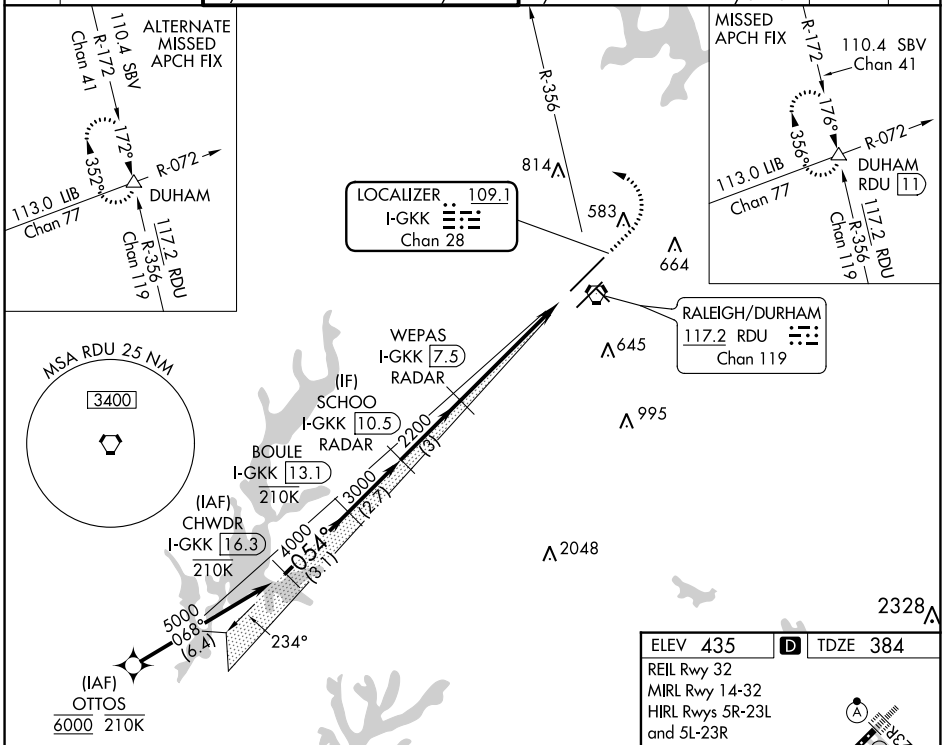 ALTERNATE
MISSED
APCH FIX
110.4 SBV
Chan 41
R-172
172°
352°
R-072
DUHAM
113.0 LIB
Chan 77
117.2 RDU
R-356
Chan 119
R-356
814
583
664
LOCALIZER 109.1
I-GKK
Chan 28
MISSED
APCH FIX
R-172
110.4 SBV
Chan 41
176°
356°
R-072
DUHAM
RDU 11
113.0 LIB
Chan 77
117.2 RDU
R-356
Chan 119
RALEIGH/DURHAM
117.2 RDU
Chan 119
645
995
2048
2328
MSA RDU 25 NM
3400
WEPAS
I-GKK 7.5
RADAR
(IF)
SCHOO
I-GKK 10.5
RADAR
BOULE
I-GKK 13.1
210K
(IAF)
CHWDR
I-GKK 16.3
210K
2200
(3)
3000
(2.7)
4000
054°
(3.1)
5000
068°
(6.4)
234°
(IAF)
OTTOS
6000 210K
ELEV 435 D TDZE 384
REIL Rwy 32
MIRL Rwy 14-32
HIRL Rwys 5R-23L
and 5L-23R
A
23R